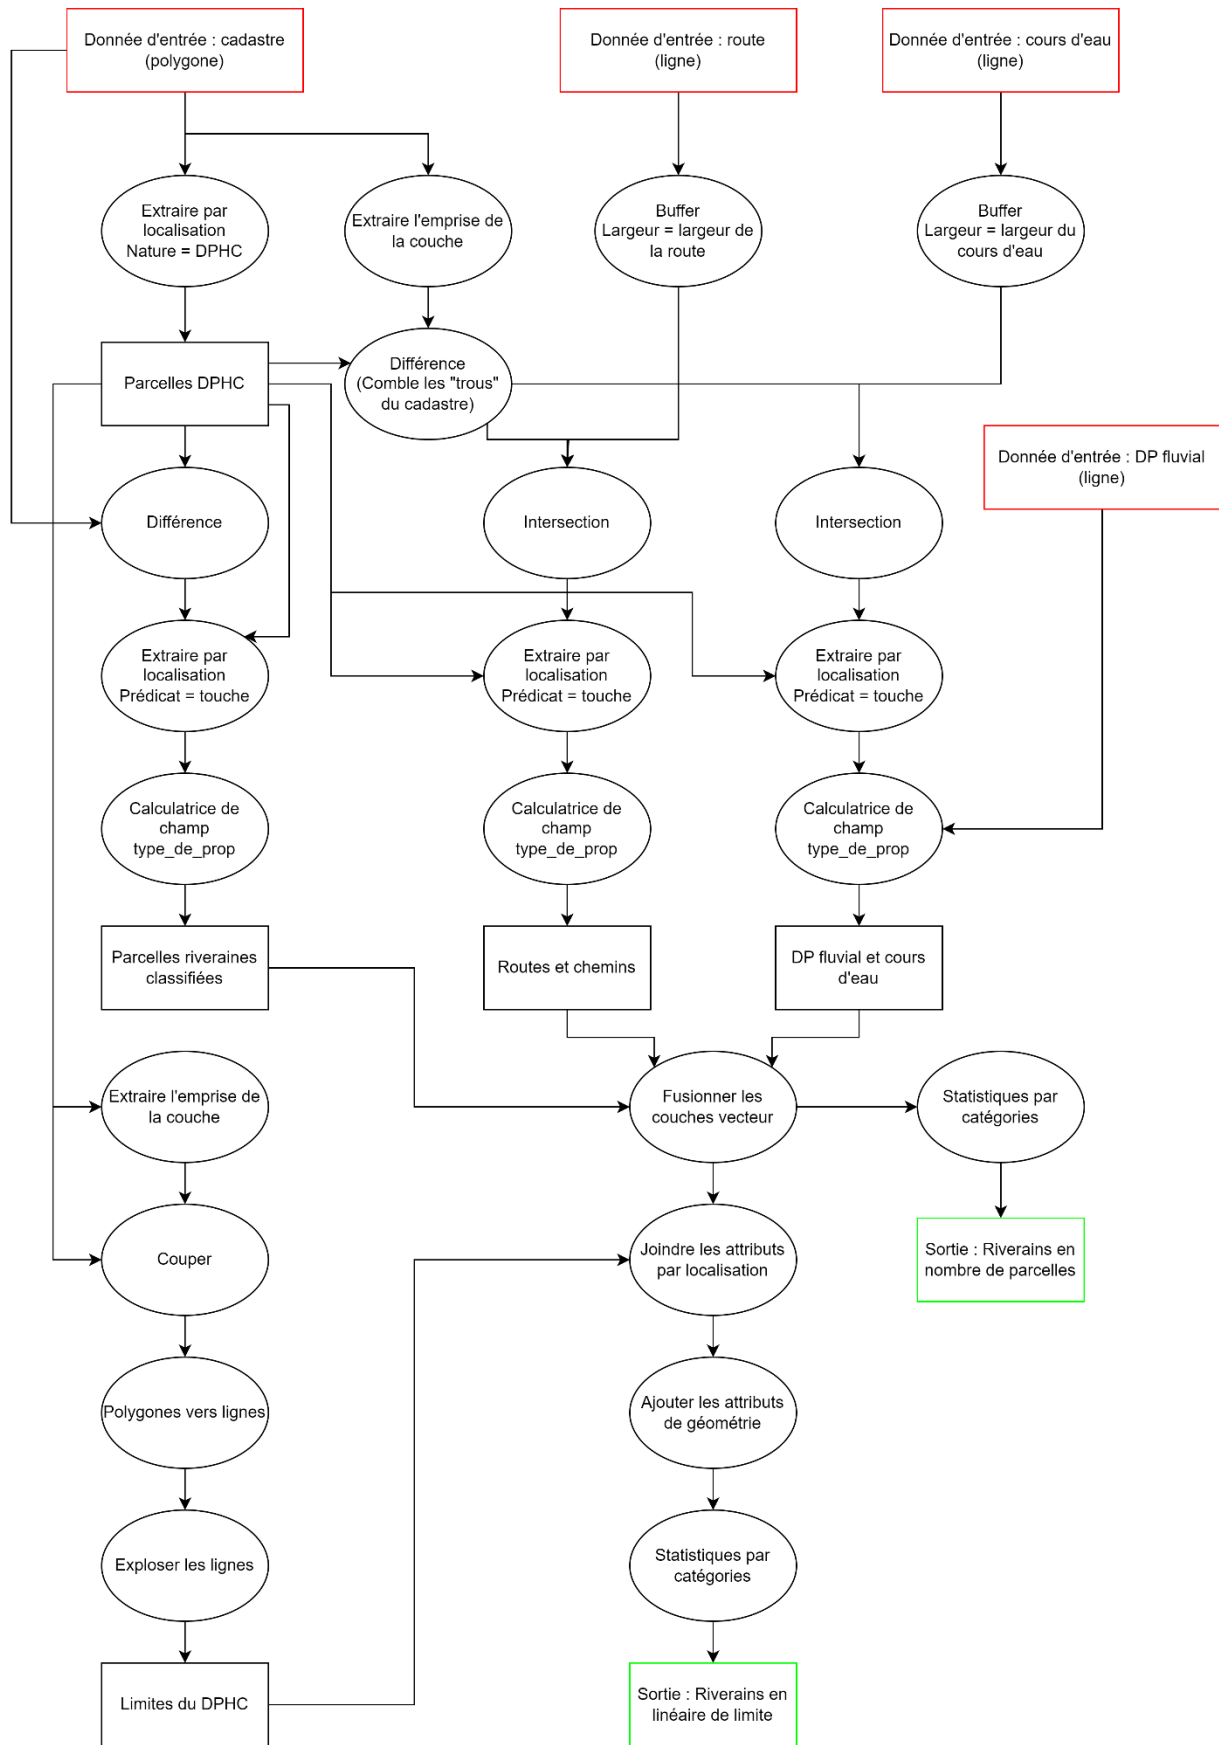 Donnée d'entrée : cadastre
(polygone)
Donnée d'entrée : route
(ligne)
Donnée d'entrée : cours d'eau
(ligne)
Extraire par
localisation
Nature = DPHC
Extraire l'emprise de
la couche
Buffer
Largeur = largeur de
la route
Buffer
Largeur = largeur du
cours d'eau
Parcelles DPHC
Différence
(Comble les "trous"
du cadastre)
Donnée d'entrée : DP fluvial
(ligne)
Différence
Intersection
Intersection
Extraire par
localisation
Prédicat = touche
Extraire par
localisation
Prédicat = touche
Extraire par
localisation
Prédicat = touche
Calculatrice de
champ
type_de_prop
Calculatrice de
champ
type_de_prop
Calculatrice de
champ
type_de_prop
Parcelles riveraines
classifiées
Routes et chemins
DP fluvial et cours
d'eau
Extraire l'emprise de
la couche
Fusionner les
couches vecteur
Statistiques par
catégories
Couper
Joindre les attributs
par localisation
Sortie : Riverains en
nombre de parcelles
Polygones vers lignes
Ajouter les attributs
de géométrie
Exploser les lignes
Statistiques par
catégories
Limites du DPHC
Sortie : Riverains en
linéaire de limite